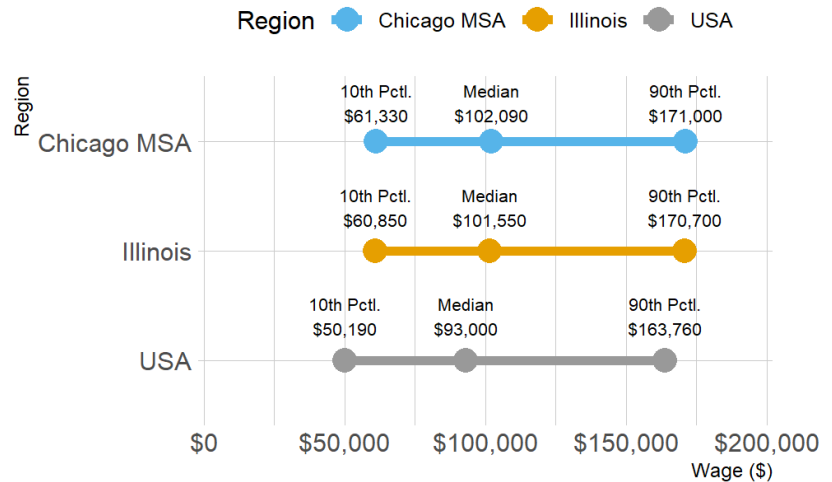 Region Chicago MSA Illinois USA
Region
10th Pctl. Median 90th Pctl.
$61,330 $102,090 $171,000
Chicago MSA
10th Pctl. Median 90th Pctl.
$60,850 $101,550 $170,700
Illinois
10th Pctl. Median 90th Pctl.
$50,190 $93,000 $163,760
USA
$0 $50,000 $100,000 $150,000 $200,000
Wage ($)